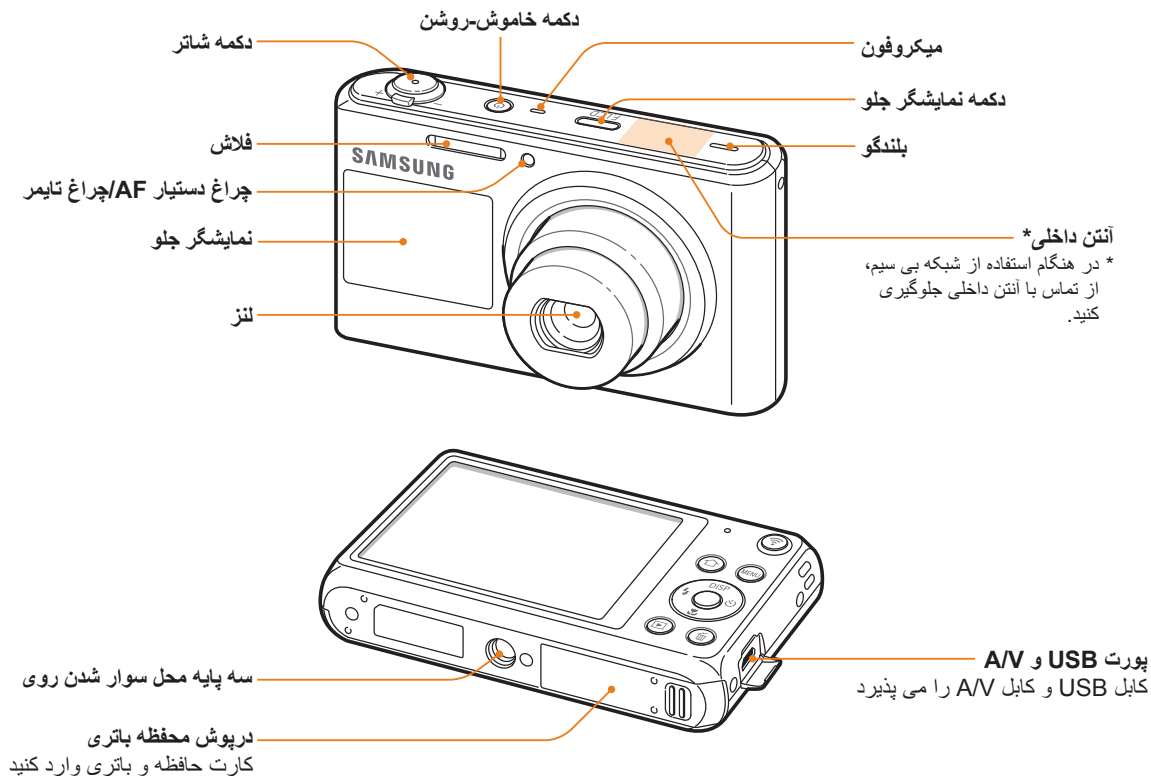 دکمه خاموش-روشن
دکمه شاتر
میکروفون
دکمه نمایشگر جلو
بلندگو
فلاش
چراغ دستیار AF/چراغ تایمر
نمایشگر جلو
لنز
آنتن داخلی*
* در هنگام استفاده از شبکه بی سیم،
از تماس با آنتن داخلی جلوگیری
کنید.
SAMSUNG
MENU
DISP
پورت USB و A/V
کابل USB و کابل A/V را می پذیرد
سه پایه محل سوار شدن روی
درپوش محفظه باتری
کارت حافظه و باتری وارد کنید